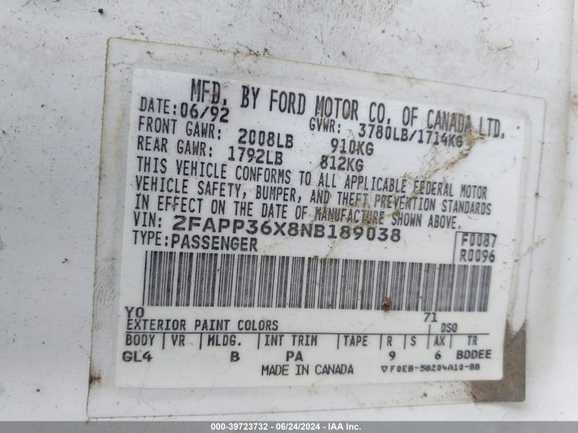 MFD. BY FORD MOTOR CO. OF CANADA LTD.
DATE: 06/92 GVWR: 3780LB/1714KG
FRONT GAWR: 2008LB 910KG
REAR GAWR: 1792LB 812KG
THIS VEHICLE CONFORMS TO ALL APPLICABLE FEDERAL MOTOR
VEHICLE SAFETY, BUMPER, AND THEFT PREVENTION STANDARDS
IN EFFECT ON THE DATE OF MANUFACTURE SHOWN ABOVE.
VIN: 2FAPP36X8NB189038
TYPE: PASSENGER
F0087
R0096
YO 71
EXTERIOR PAINT COLORS DSO
BODY VR MLDG. INT TRIM TAPE R S AX TR
GL4 B PA 9 6 BDDEE
MADE IN CANADA
000-39723732 - 06/24/2024 - IAA Inc.